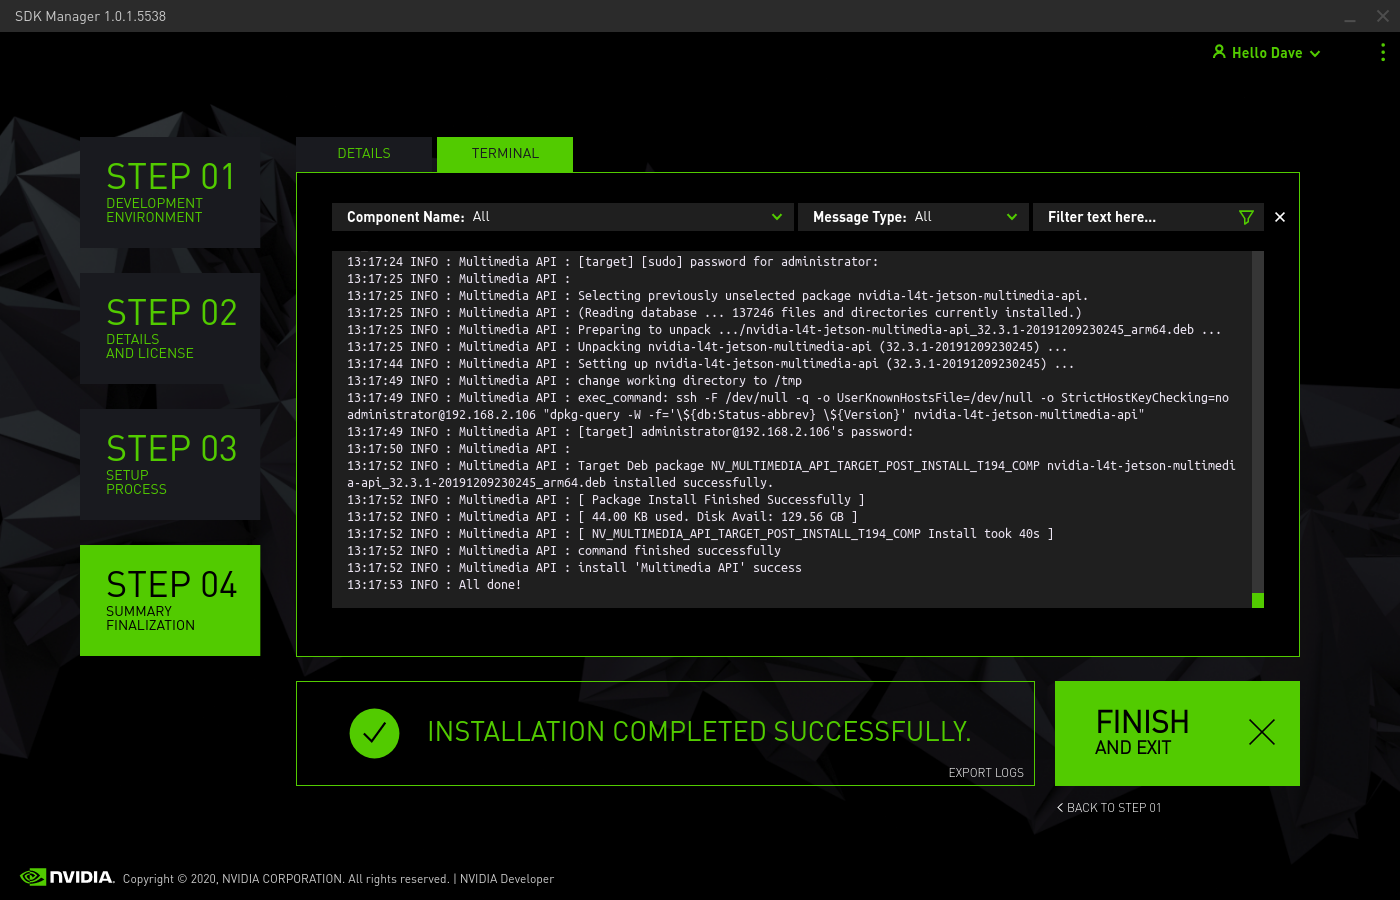 SDK Manager 1.0.1.5538
Hello Dave
STEP 01
DEVELOPMENT
ENVIRONMENT
STEP 02
DETAILS
AND LICENSE
STEP 03
SETUP
PROCESS
STEP 04
SUMMARY
FINALIZATION
DETAILS
TERMINAL
Component Name: All
Message Type: All
Filter text here...
13:17:24 INFO : Multimedia API : [target] [sudo] password for administrator:
13:17:25 INFO : Multimedia API :
13:17:25 INFO : Multimedia API : Selecting previously unselected package nvidia-l4t-jetson-multimedia-api.
13:17:25 INFO : Multimedia API : (Reading database ... 137246 files and directories currently installed.)
13:17:25 INFO : Multimedia API : Preparing to unpack .../nvidia-l4t-jetson-multimedia-api_32.3.1-20191209230245_arm64.deb ...
13:17:25 INFO : Multimedia API : Unpacking nvidia-l4t-jetson-multimedia-api (32.3.1-20191209230245) ...
13:17:44 INFO : Multimedia API : Setting up nvidia-l4t-jetson-multimedia-api (32.3.1-20191209230245) ...
13:17:49 INFO : Multimedia API : change working directory to /tmp
13:17:49 INFO : Multimedia API : exec_command: ssh -F /dev/null -q -o UserKnownHostsFile=/dev/null -o StrictHostKeyChecking=no
administrator@192.168.2.106 "dpkg-query -W -f='\${db:Status-abbrev} \${Version}' nvidia-l4t-jetson-multimedia-api"
13:17:49 INFO : Multimedia API : [target] administrator@192.168.2.106's password:
13:17:50 INFO : Multimedia API :
13:17:52 INFO : Multimedia API : Target Deb package NV_MULTIMEDIA_API_TARGET_POST_INSTALL_T194_COMP nvidia-l4t-jetson-multimedi
a-api_32.3.1-20191209230245_arm64.deb installed successfully.
13:17:52 INFO : Multimedia API : [ Package Install Finished Successfully ]
13:17:52 INFO : Multimedia API : [ 44.00 KB used. Disk Avail: 129.56 GB ]
13:17:52 INFO : Multimedia API : [ NV_MULTIMEDIA_API_TARGET_POST_INSTALL_T194_COMP Install took 40s ]
13:17:52 INFO : Multimedia API : command finished successfully
13:17:52 INFO : Multimedia API : install 'Multimedia API' success
13:17:53 INFO : All done!
INSTALLATION COMPLETED SUCCESSFULLY.
EXPORT LOGS
FINISH
AND EXIT
BACK TO STEP 01
NVIDIA. Copyright © 2020, NVIDIA CORPORATION. All rights reserved. | NVIDIA Developer